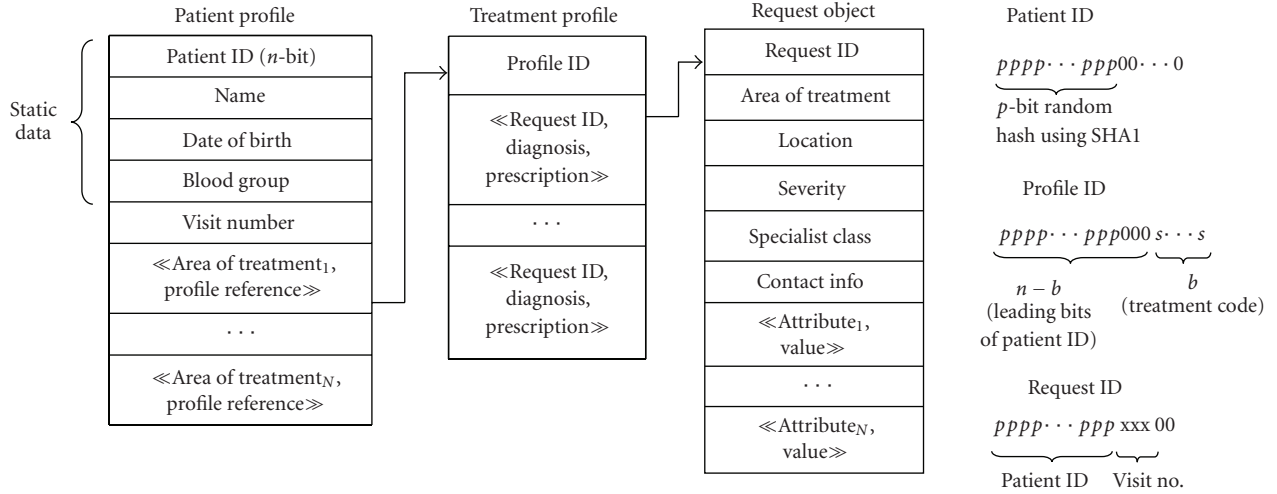 Patient profile
Static
data
Patient ID (n-bit)
Name
Date of birth
Blood group
Visit number
≪Area of treatment₁,
profile reference≫
· · ·
≪Area of treatmentN,
profile reference≫
Treatment profile
Profile ID
≪Request ID,
diagnosis,
prescription≫
· · ·
≪Request ID,
diagnosis,
prescription≫
Request object
Request ID
Area of treatment
Location
Severity
Specialist class
Contact info
≪Attribute₁,
value≫
· · ·
≪AttributeN,
value≫
Patient ID
pppp· · · ppp00· · · 0
p-bit random
hash using SHA1
Profile ID
pppp· · · ppp000 s· · · s
n − b
(leading bits
of patient ID)
b
(treatment code)
Request ID
pppp· · · ppp xxx 00
Patient ID Visit no.